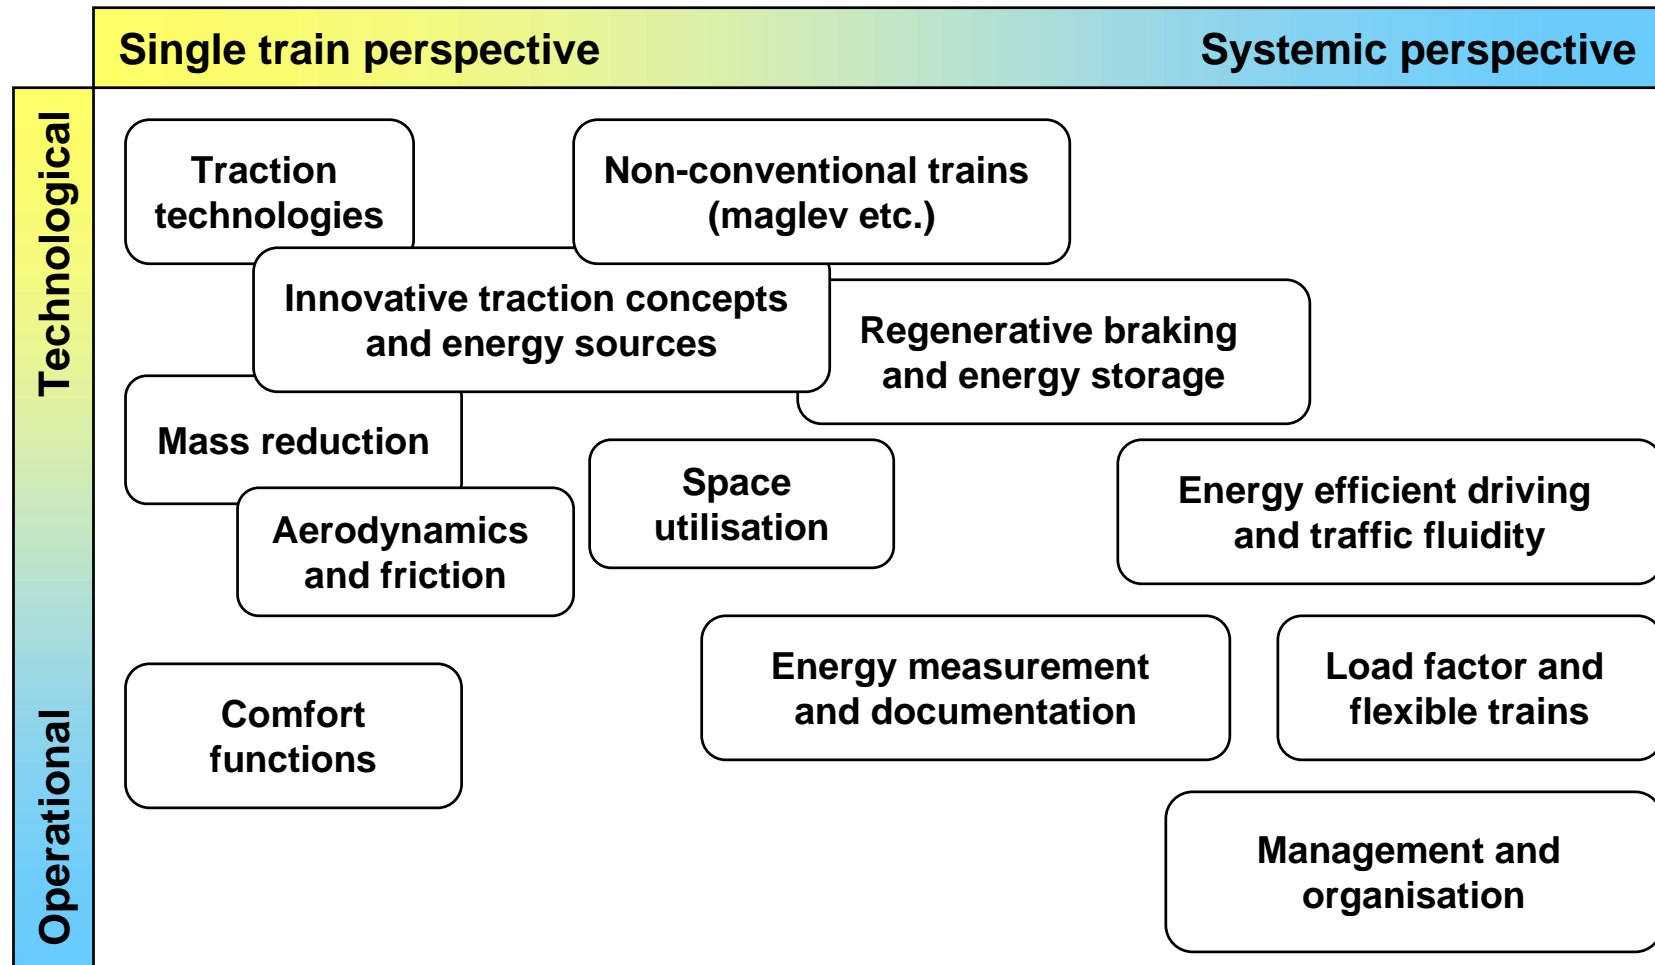 Single train perspective
Systemic perspective
Technological
Operational
Traction
technologies
Non-conventional trains
(maglev etc.)
Innovative traction concepts
and energy sources
Regenerative braking
and energy storage
Mass reduction
Space
utilisation
Energy efficient driving
and traffic fluidity
Aerodynamics
and friction
Energy measurement
and documentation
Load factor and
flexible trains
Comfort
functions
Management and
organisation